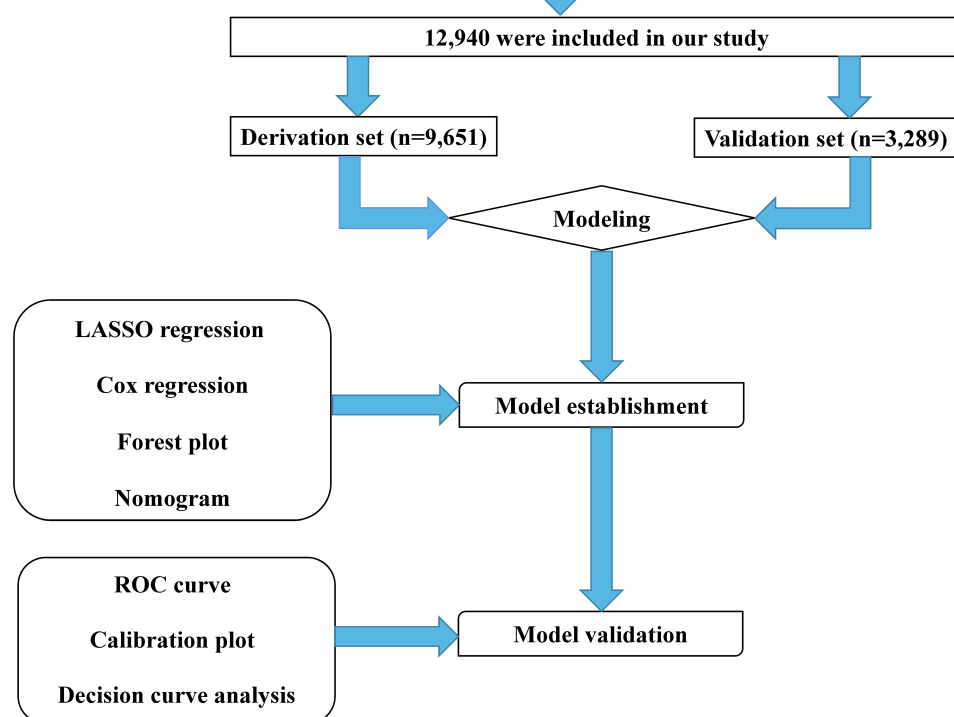 12,940 were included in our study
Derivation set (n=9,651)
Validation set (n=3,289)
Modeling
LASSO regression
Cox regression
Forest plot
Nomogram
Model establishment
ROC curve
Calibration plot
Decision curve analysis
Model validation